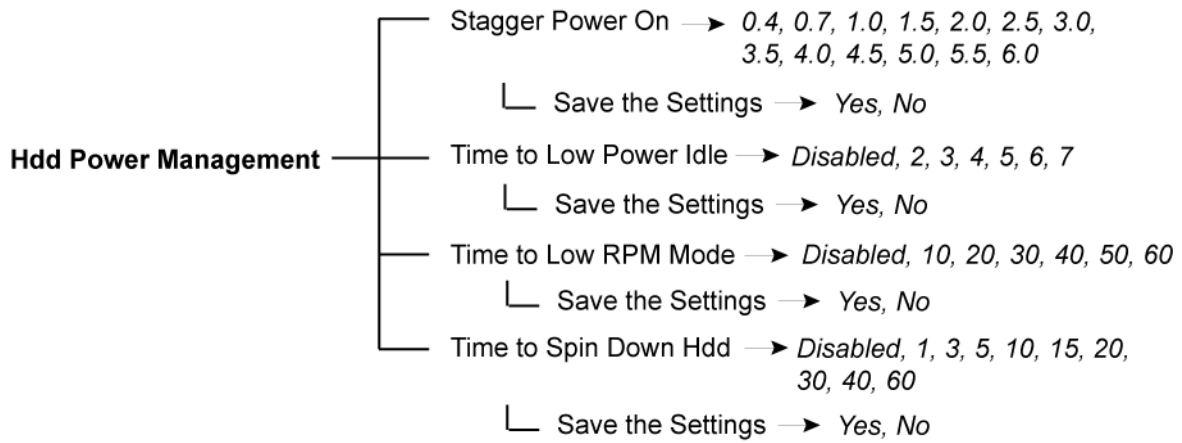 Stagger Power On 0.4, 0.7, 1.0, 1.5, 2.0, 2.5, 3.0,
3.5, 4.0, 4.5, 5.0, 5.5, 6.0
Save the Settings Yes, No
Hdd Power Management Time to Low Power Idle Disabled, 2, 3, 4, 5, 6, 7
Save the Settings Yes, No
Time to Low RPM Mode Disabled, 10, 20, 30, 40, 50, 60
Save the Settings Yes, No
Time to Spin Down Hdd Disabled, 1, 3, 5, 10, 15, 20,
30, 40, 60
Save the Settings Yes, No